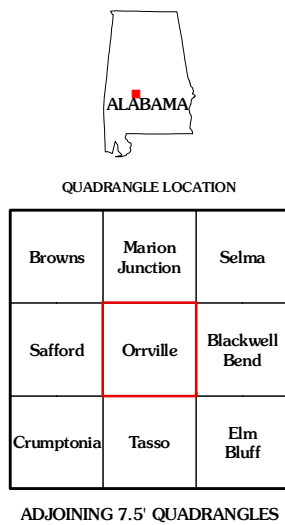 ALABAMA
QUADRANGLE LOCATION
Browns
Marion
Junction
Selma
Safford
Orrville
Blackwell
Bend
Crumptonia
Tasso
Elm
Bluff
ADJOINING 7.5' QUADRANGLES